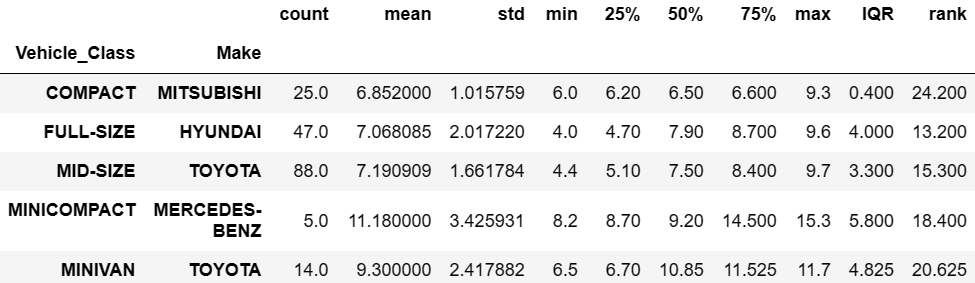 count mean std min 25% 50% 75% max IQR rank
Vehicle_Class Make
COMPACT MITSUBISHI 25.0 6.852000 1.015759 6.0 6.20 6.50 6.600 9.3 0.400 24.200
FULL-SIZE HYUNDAI 47.0 7.068085 2.017220 4.0 4.70 7.90 8.700 9.6 4.000 13.200
MID-SIZE TOYOTA 88.0 7.190909 1.661784 4.4 5.10 7.50 8.400 9.7 3.300 15.300
MINICOMPACT MERCEDES-
BENZ 5.0 11.180000 3.425931 8.2 8.70 9.20 14.500 15.3 5.800 18.400
MINIVAN TOYOTA 14.0 9.300000 2.417882 6.5 6.70 10.85 11.525 11.7 4.825 20.625